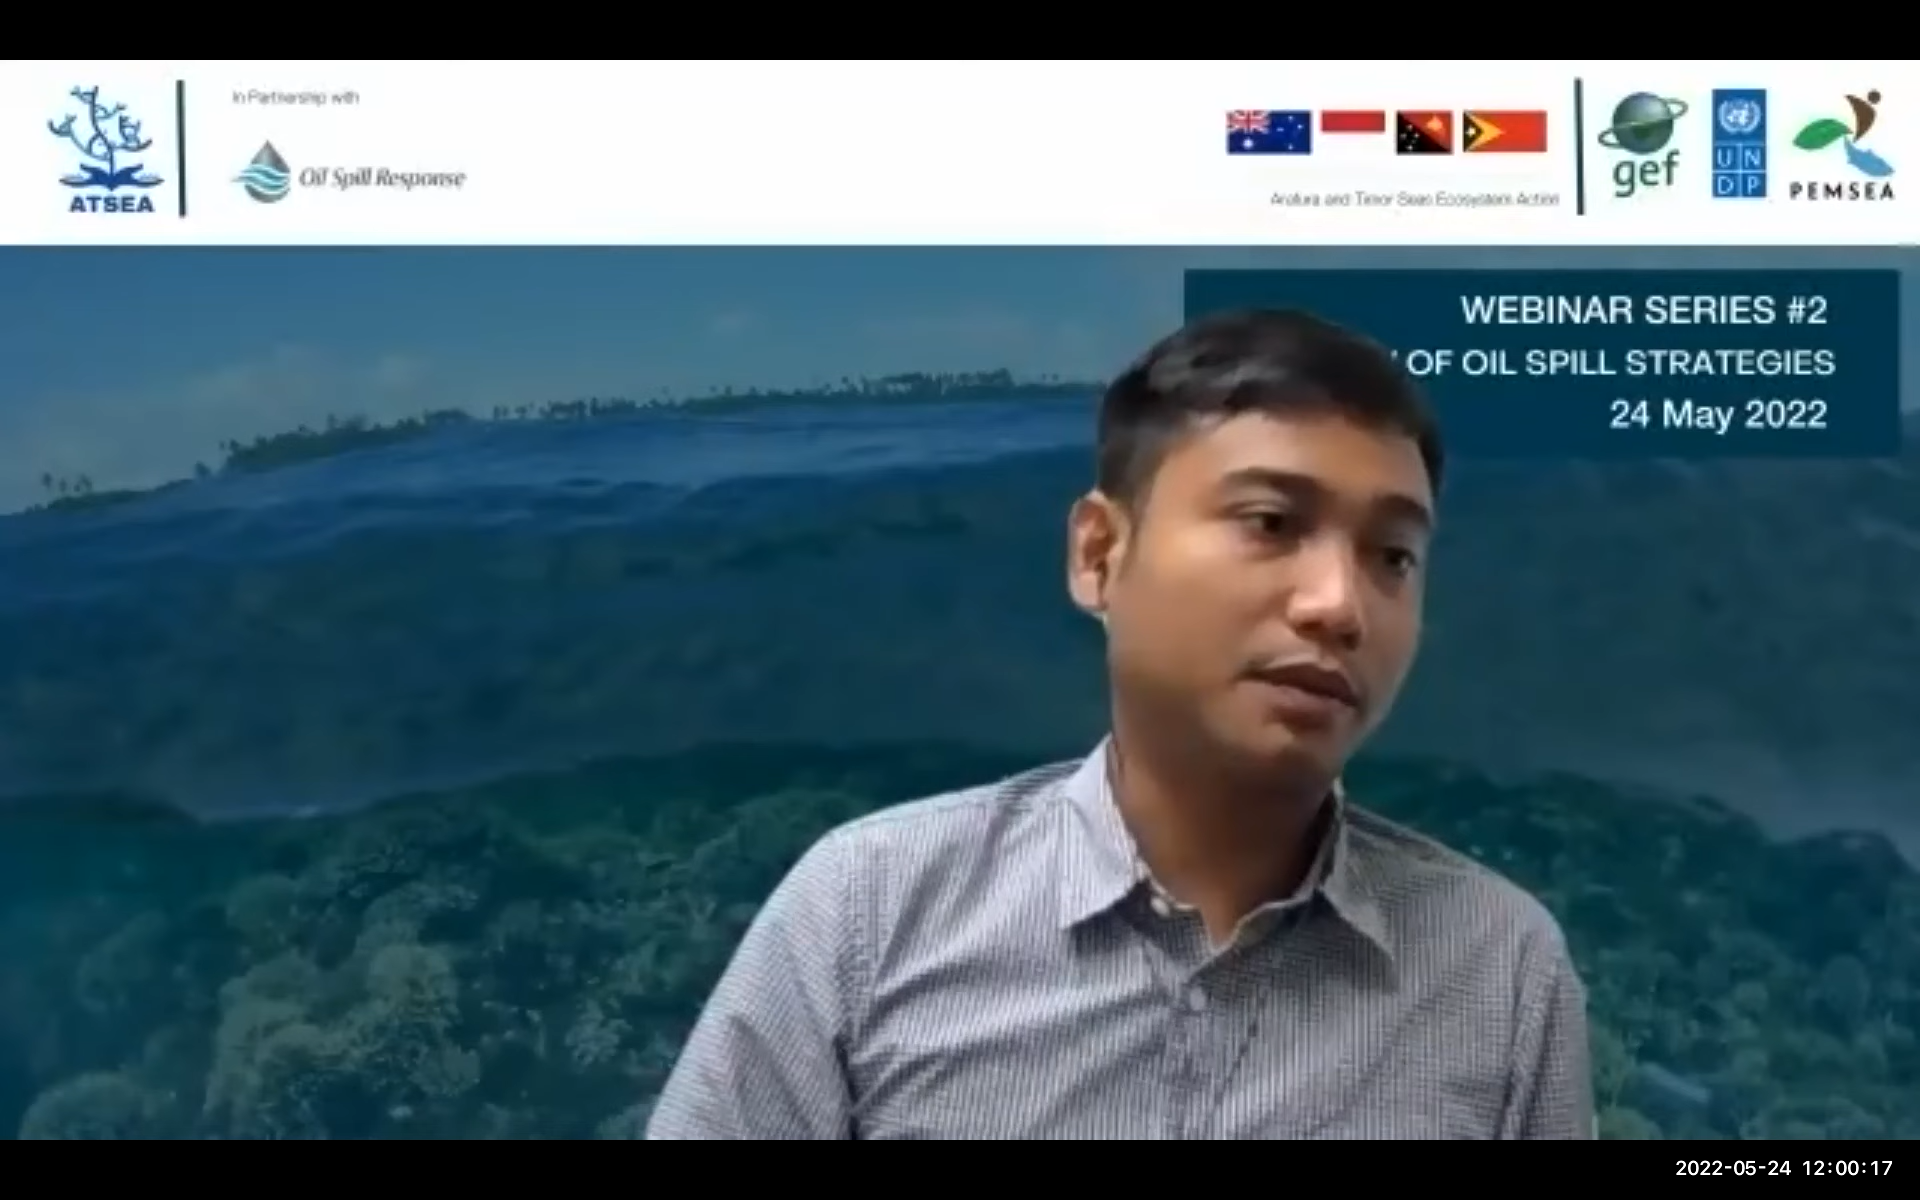 In Partnership with
Oil Spill Response
ATSEA
Arafura and Timor Seas Ecosystem Action
gef
U N
D P
PEMSEA
WEBINAR SERIES #2
OF OIL SPILL STRATEGIES
24 May 2022
2022-05-24 12:00:17